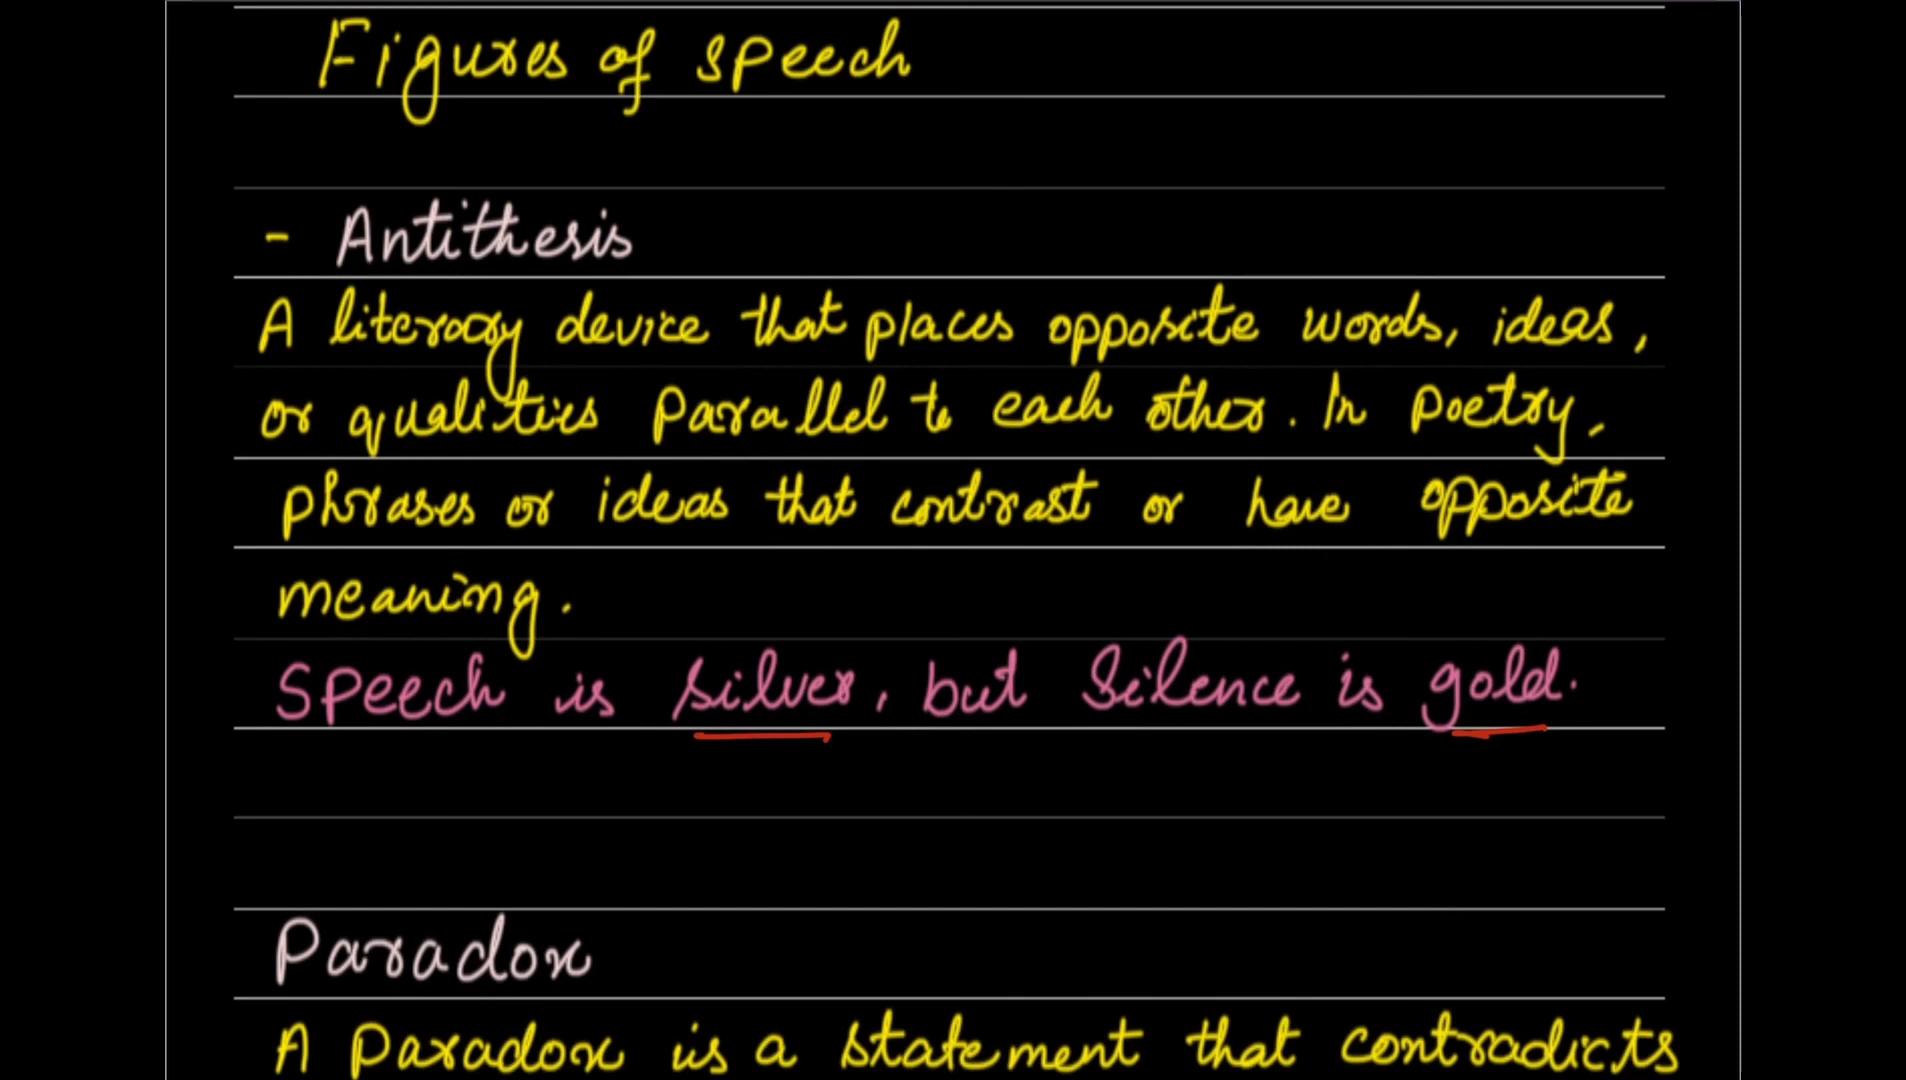 Figures of speech
- Antithesis
A literary device that places opposite words, ideas,
or qualities parallel to each other. In poetry,
phrases or ideas that contrast or have opposite
meaning.
Speech is silver, but Silence is gold.
Paradox
A Paradox is a statement that contradicts